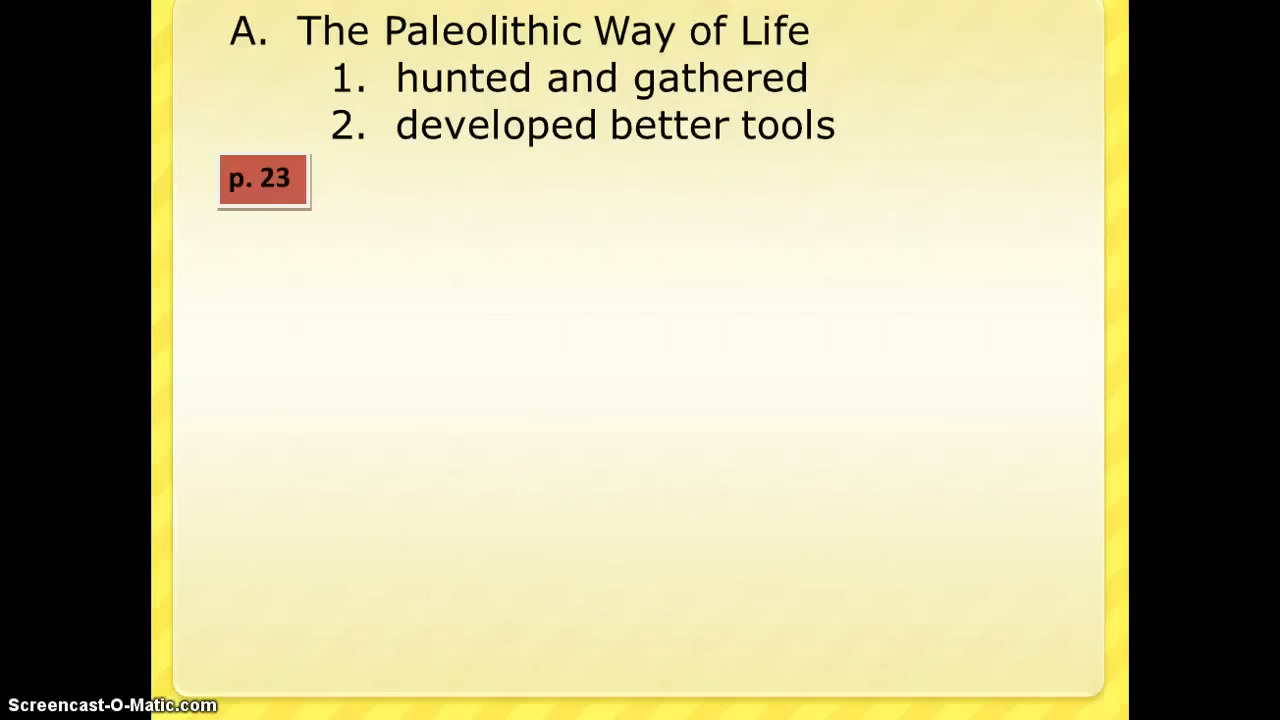 A. The Paleolithic Way of Life
1. hunted and gathered
2. developed better tools
p. 23
Screencast-O-Matic.com